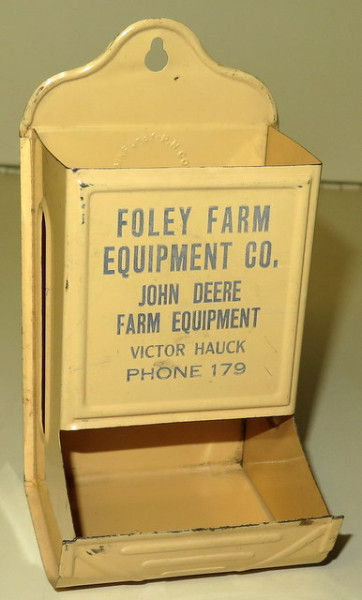 FOLEY FARM
EQUIPMENT CO.
JOHN DEERE
FARM EQUIPMENT
VICTOR HAUCK
PHONE 179